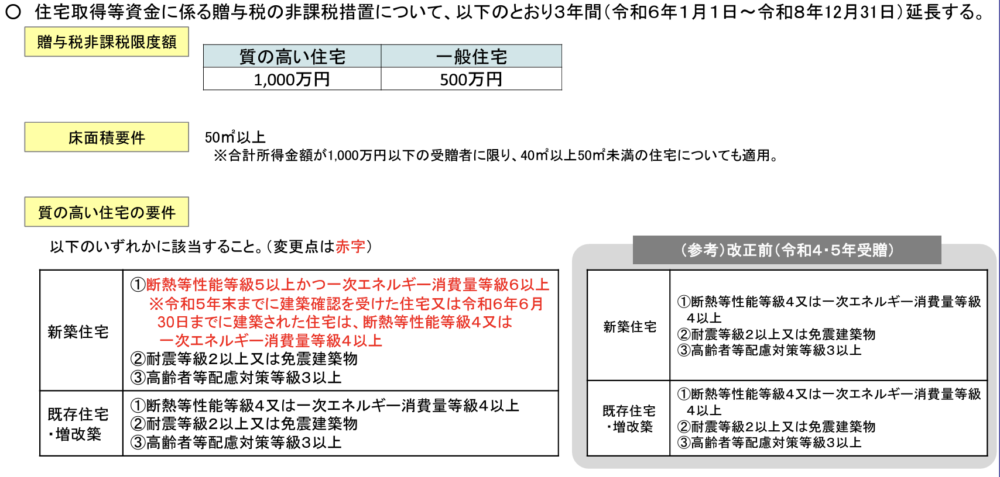 ○ 住宅取得等資金に係る贈与税の非課税措置について、以下のとおり３年間（令和６年１月１日～令和８年12月31日）延長する。
贈与税非課税限度額
質の高い住宅 一般住宅
1,000万円 500万円
床面積要件
50㎡以上
※合計所得金額が1,000万円以下の受贈者に限り、40㎡以上50㎡未満の住宅についても適用。
質の高い住宅の要件
以下のいずれかに該当すること。（変更点は赤字）
新築住宅
①断熱等性能等級５以上かつ一次エネルギー消費量等級６以上
※令和５年末までに建築確認を受けた住宅又は令和６年６月
30日までに建築された住宅は、断熱等性能等級４又は
一次エネルギー消費量等級４以上
②耐震等級２以上又は免震建築物
③高齢者等配慮対策等級３以上
既存住宅
・増改築
①断熱等性能等級４又は一次エネルギー消費量等級４以上
②耐震等級２以上又は免震建築物
③高齢者等配慮対策等級３以上
（参考）改正前（令和４・５年受贈）
新築住宅
①断熱等性能等級４又は一次エネルギー消費量等級
４以上
②耐震等級２以上又は免震建築物
③高齢者等配慮対策等級３以上
既存住宅
・増改築
①断熱等性能等級４又は一次エネルギー消費量等級
４以上
②耐震等級２以上又は免震建築物
③高齢者等配慮対策等級３以上